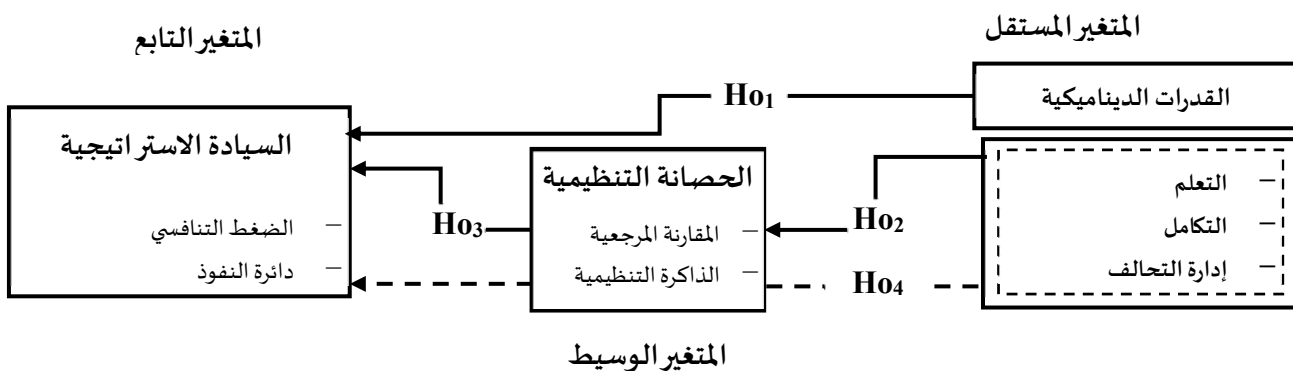 المتغير المستقل
المتغير التابع
القدرات الديناميكية
Ho1
السيادة الاستراتيجية
الحصانة التنظيمية
– التعلم
– التكامل
– إدارة التحالف
Ho2
Ho3
– المقارنة المرجعية
– الذاكرة التنظيمية
– الضغط التنافسي
– دائرة النفوذ
Ho4
المتغير الوسيط